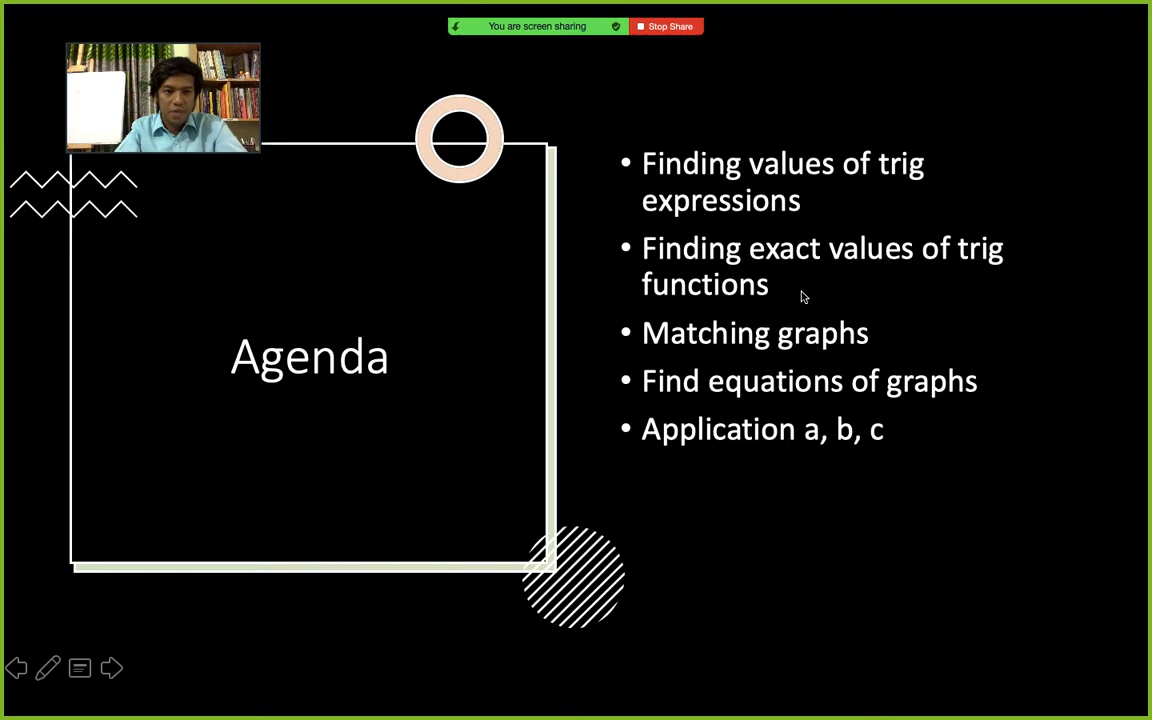 You are screen sharing
Stop Share
• Finding values of trig
expressions
• Finding exact values of trig
functions
Agenda
• Matching graphs
• Find equations of graphs
• Application a, b, c